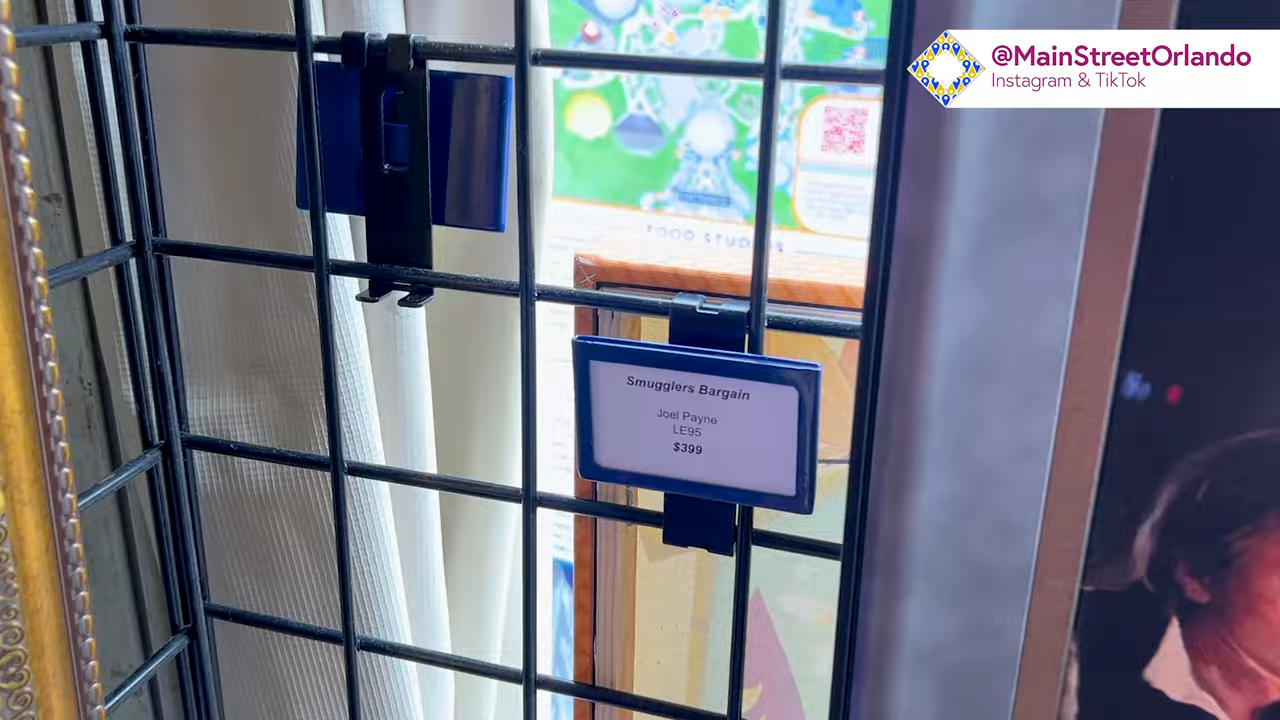 @MainStreetOrlando
Instagram & TikTok
Smugglers Bargain
Joel Payne
LE95
$399